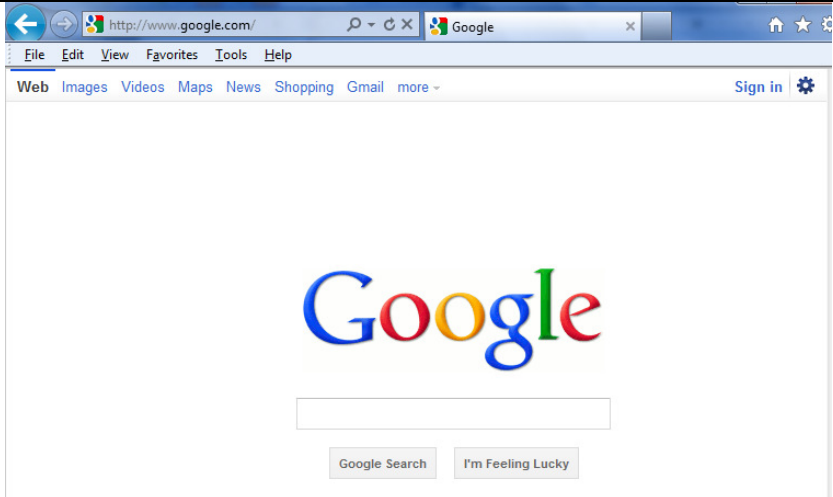 http://www.google.com/ Google
File Edit View Favorites Tools Help
Web Images Videos Maps News Shopping Gmail more Sign in
Google
Google Search I'm Feeling Lucky